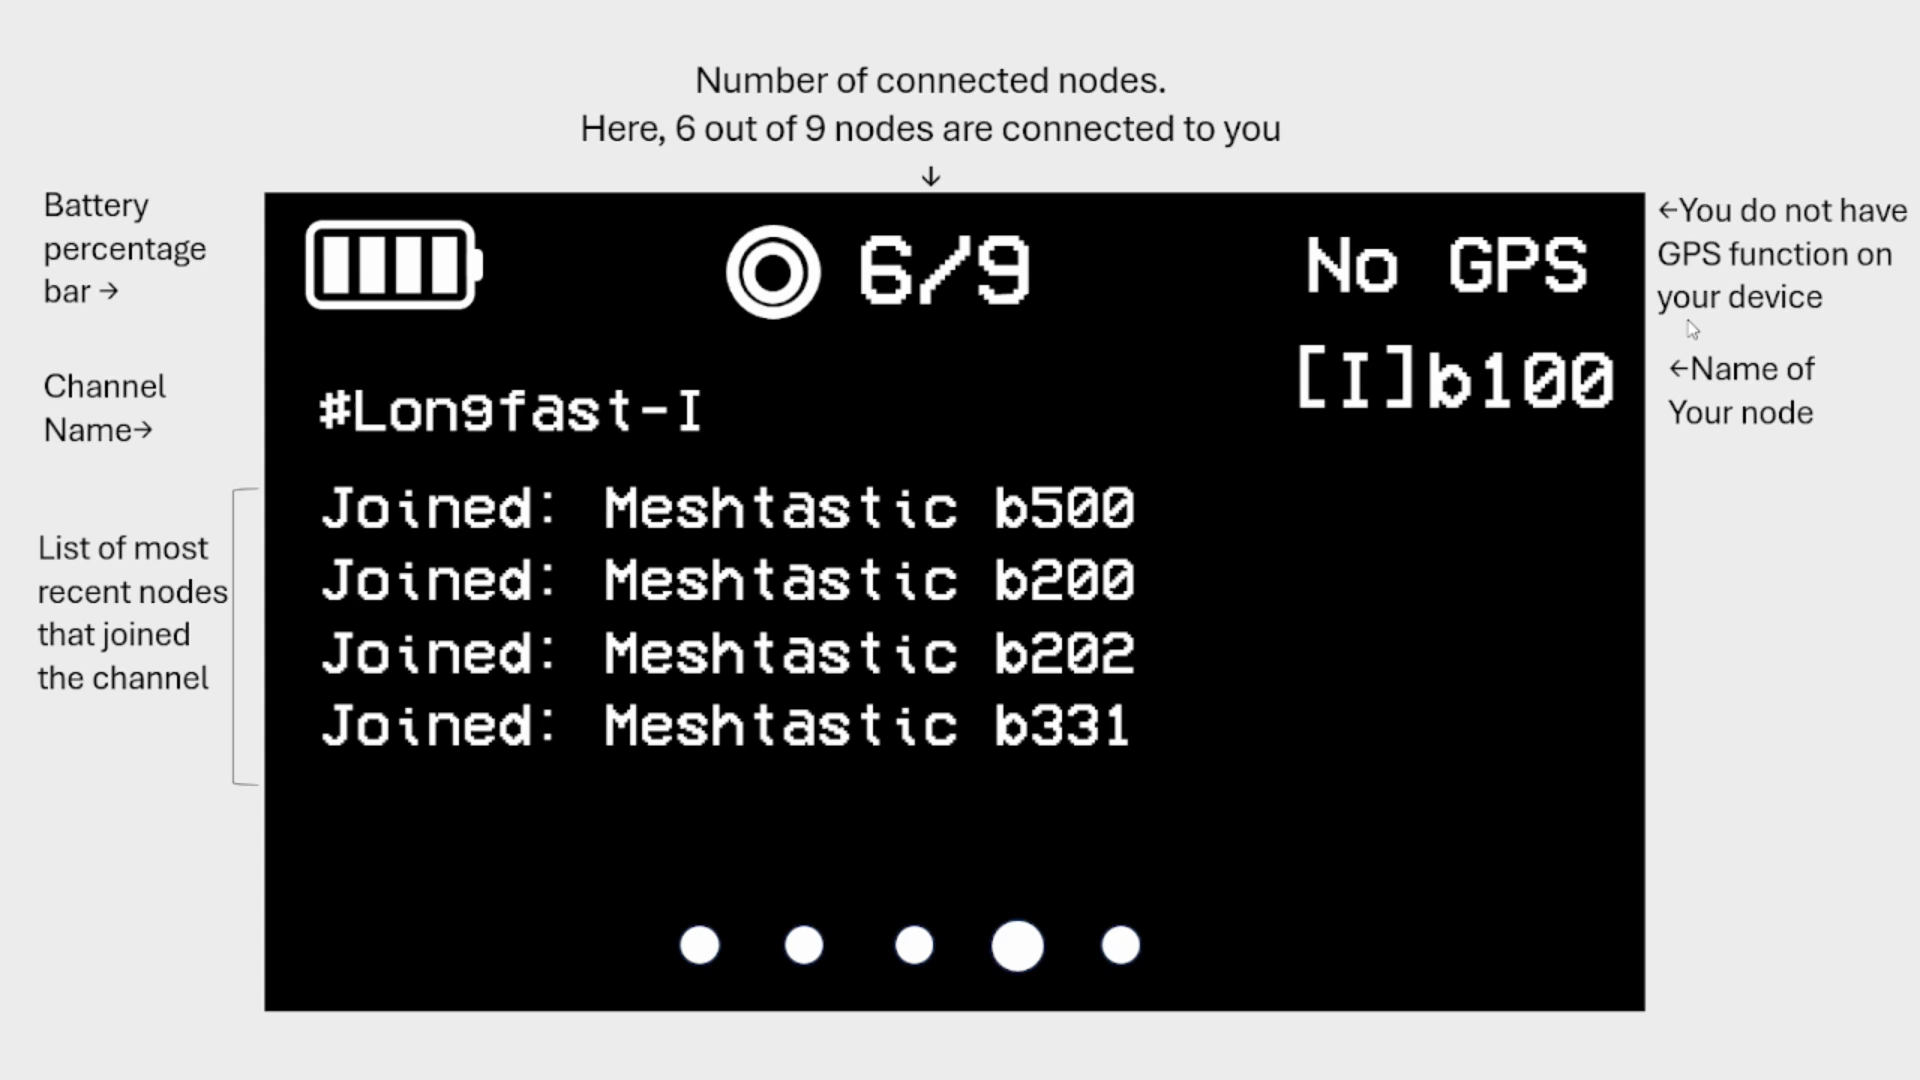 Number of connected nodes.
Here, 6 out of 9 nodes are connected to you
↓
Battery
percentage
bar →
6/9
No GPS
←You do not have
GPS function on
your device
[I]b100
←Name of
Your node
Channel
Name→
#Longfast-I
List of most
recent nodes
that joined
the channel
Joined: Meshtastic b500
Joined: Meshtastic b200
Joined: Meshtastic b202
Joined: Meshtastic b331